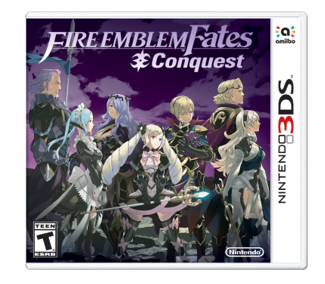 FIRE EMBLEM Fates
Conquest
amiibo
NINTENDO 3DS
TEEN
T
ESRB
Nintendo